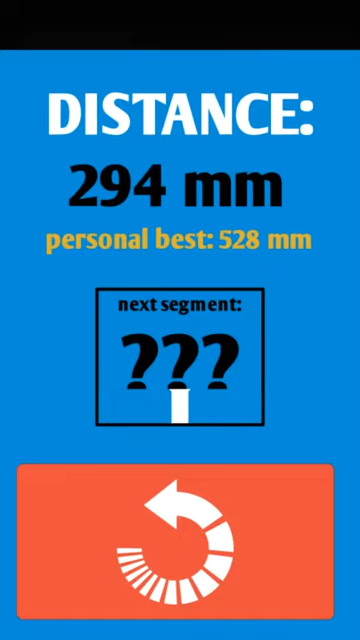 DISTANCE:
294 mm
personal best: 528 mm
next segment:
???